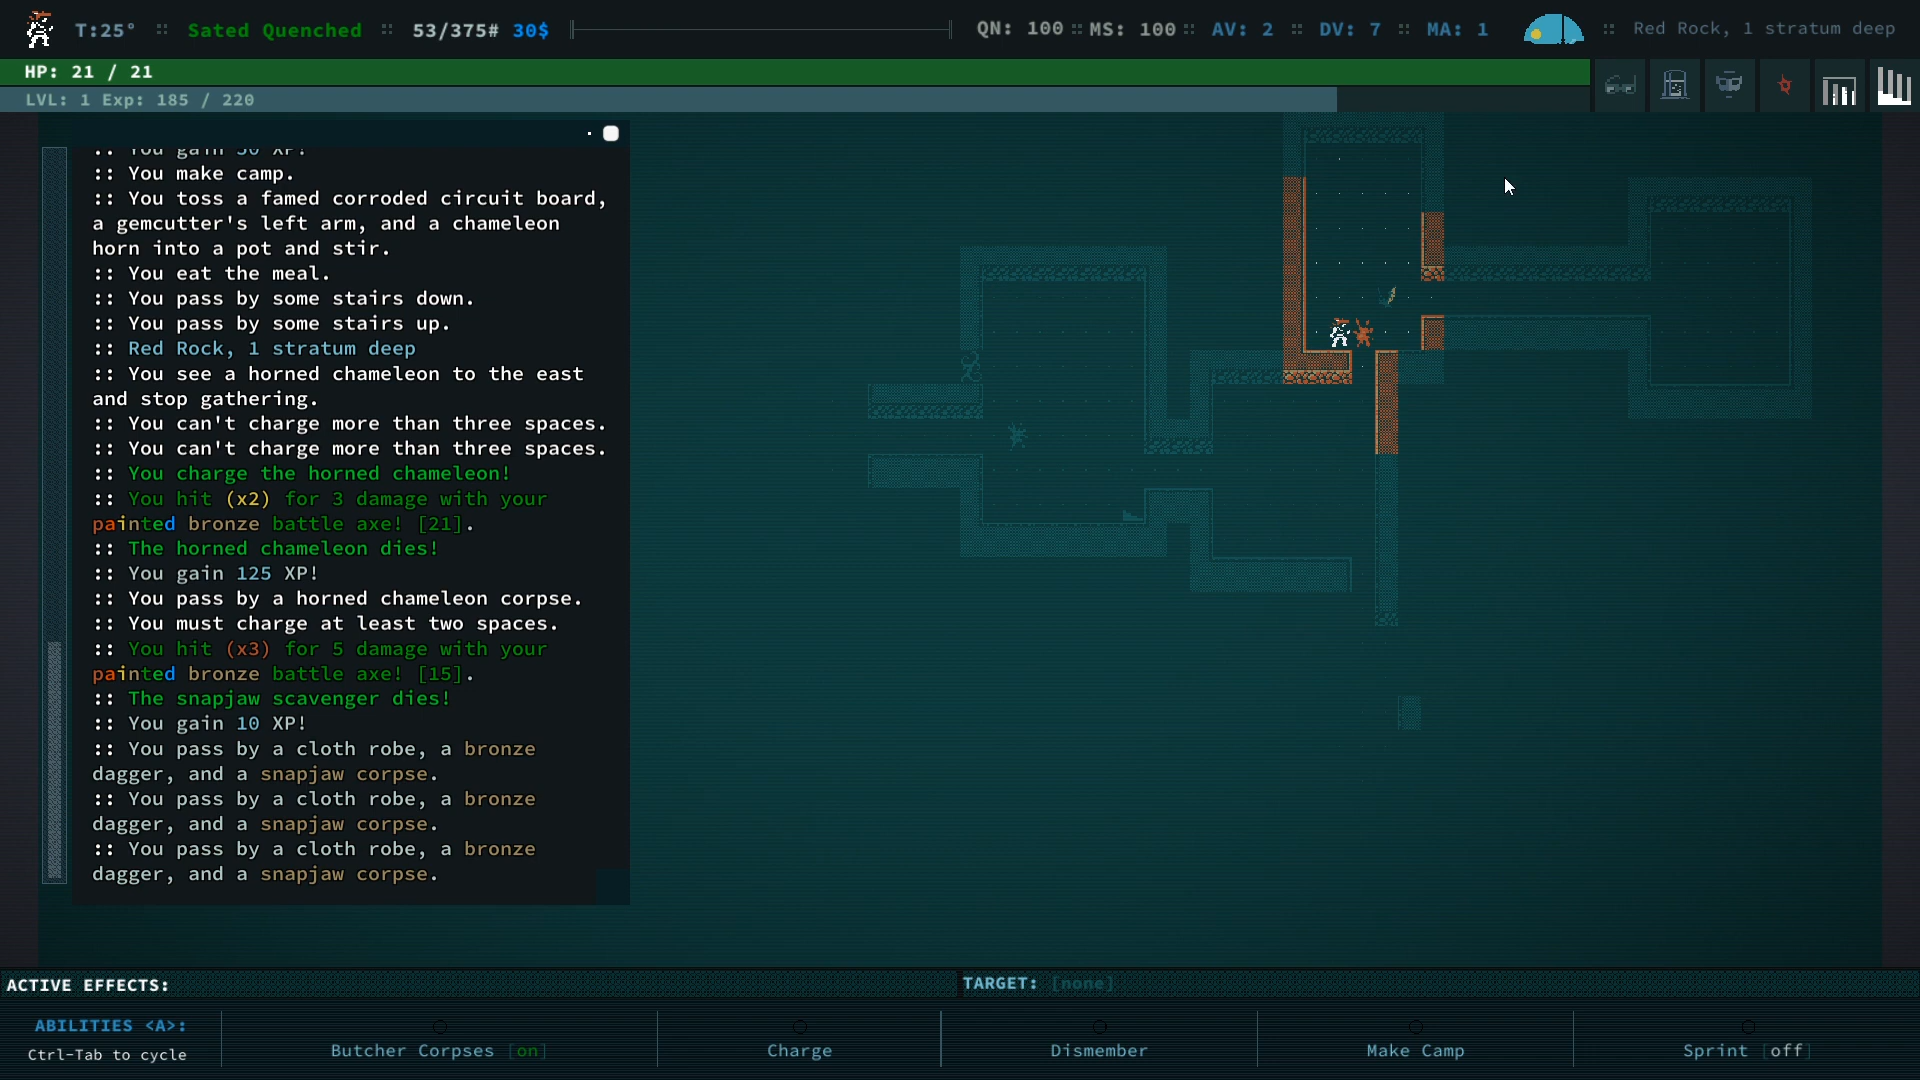 T:25° :: Sated Quenched :: 53/375# 30$ QN: 100 :: MS: 100 :: AV: 2 :: DV: 7 :: MA: 1 :: Red Rock, 1 stratum deep
HP: 21 / 21
LVL: 1 Exp: 185 / 220
:: You gain 50 XP!
:: You make camp.
:: You toss a famed corroded circuit board,
a gemcutter's left arm, and a chameleon
horn into a pot and stir.
:: You eat the meal.
:: You pass by some stairs down.
:: You pass by some stairs up.
:: Red Rock, 1 stratum deep
:: You see a horned chameleon to the east
and stop gathering.
:: You can't charge more than three spaces.
:: You can't charge more than three spaces.
:: You charge the horned chameleon!
:: You hit (x2) for 3 damage with your
painted bronze battle axe! [21].
:: The horned chameleon dies!
:: You gain 125 XP!
:: You pass by a horned chameleon corpse.
:: You must charge at least two spaces.
:: You hit (x3) for 5 damage with your
painted bronze battle axe! [15].
:: The snapjaw scavenger dies!
:: You gain 10 XP!
:: You pass by a cloth robe, a bronze
dagger, and a snapjaw corpse.
:: You pass by a cloth robe, a bronze
dagger, and a snapjaw corpse.
:: You pass by a cloth robe, a bronze
dagger, and a snapjaw corpse.
ACTIVE EFFECTS:
TARGET: [none]
ABILITIES <A>:
Ctrl-Tab to cycle
Butcher Corpses [on]
Charge
Dismember
Make Camp
Sprint [off]